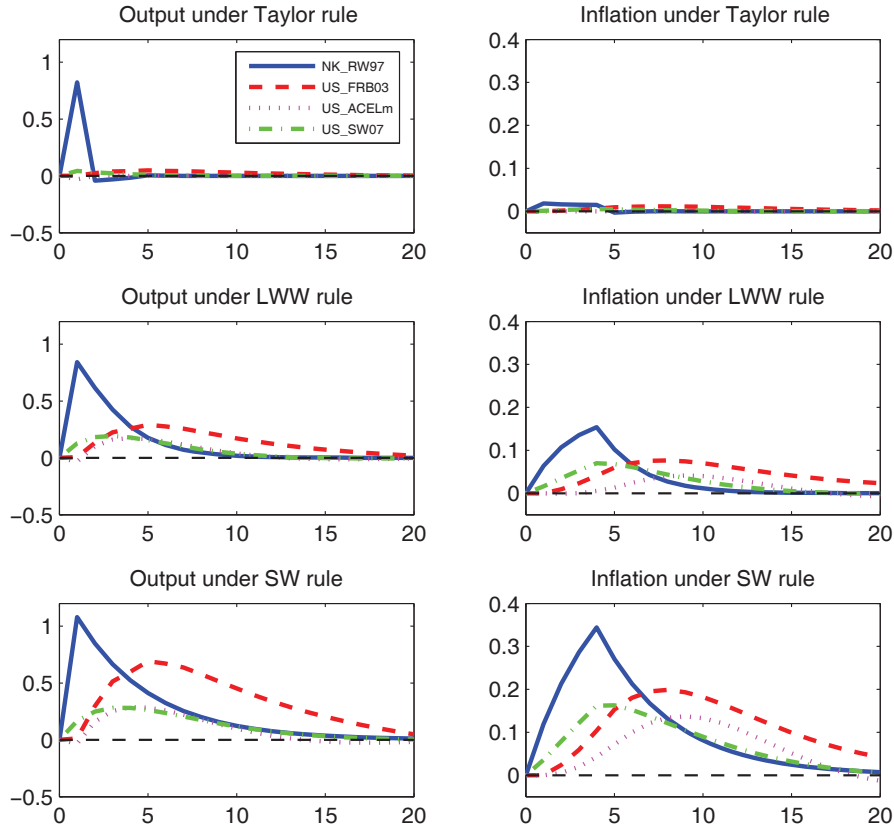 Output under Taylor rule
1
0.5
0
−0.5
0 5 10 15 20
NK_RW97
US_FRB03
US_ACELm
US_SW07
Inflation under Taylor rule
0.4
0.3
0.2
0.1
0
0 5 10 15 20
Output under LWW rule
1
0.5
0
−0.5
0 5 10 15 20
Inflation under LWW rule
0.4
0.3
0.2
0.1
0
0 5 10 15 20
Output under SW rule
1
0.5
0
−0.5
0 5 10 15 20
Inflation under SW rule
0.4
0.3
0.2
0.1
0
0 5 10 15 20